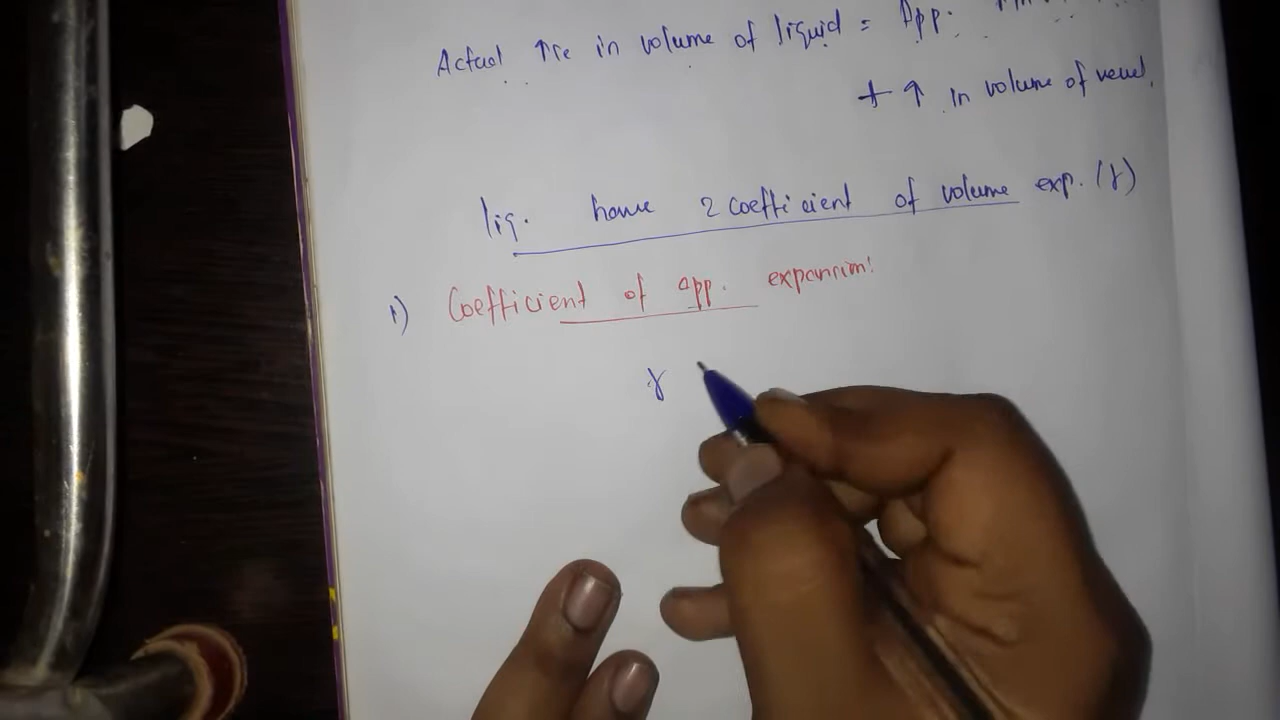 Actual ↑se in volume of liquid = App.
+ ↑ in volume of vessel.
liq. have 2 coefficient of volume exp. (γ)
1) Coefficient of app. expansion:
γ